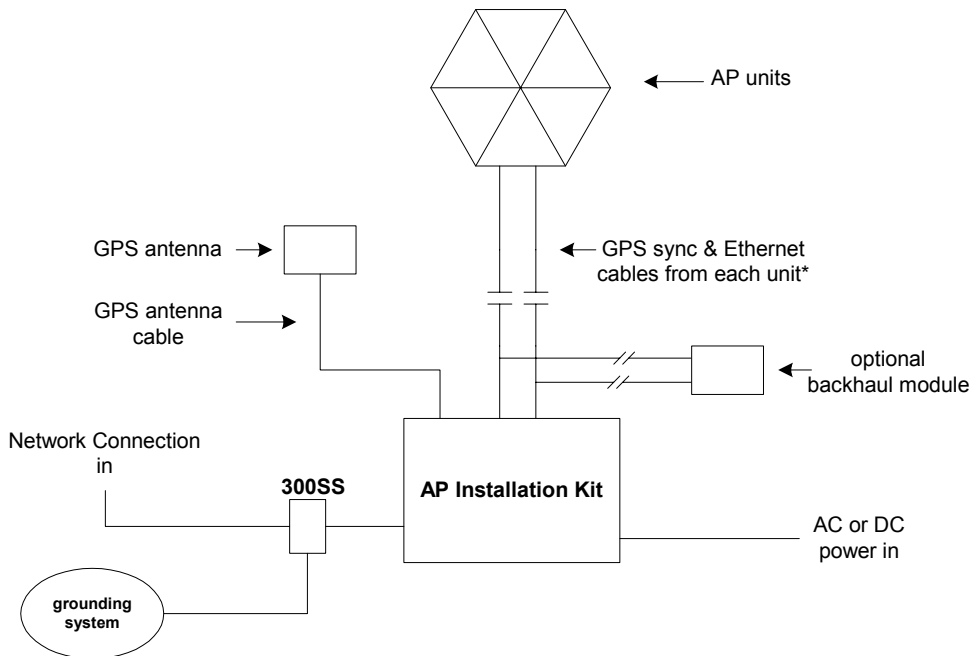 AP units
GPS antenna
GPS sync & Ethernet
cables from each unit*
GPS antenna
cable
optional
backhaul module
Network Connection
in
300SS
AP Installation Kit
AC or DC
power in
grounding
system